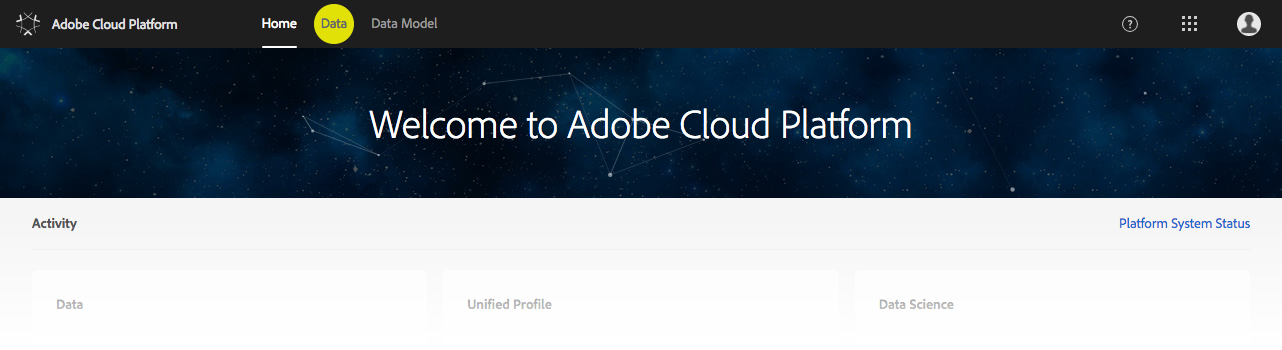 Adobe Cloud Platform Home Data Data Model ?
Welcome to Adobe Cloud Platform
Activity Platform System Status
Data Unified Profile Data Science